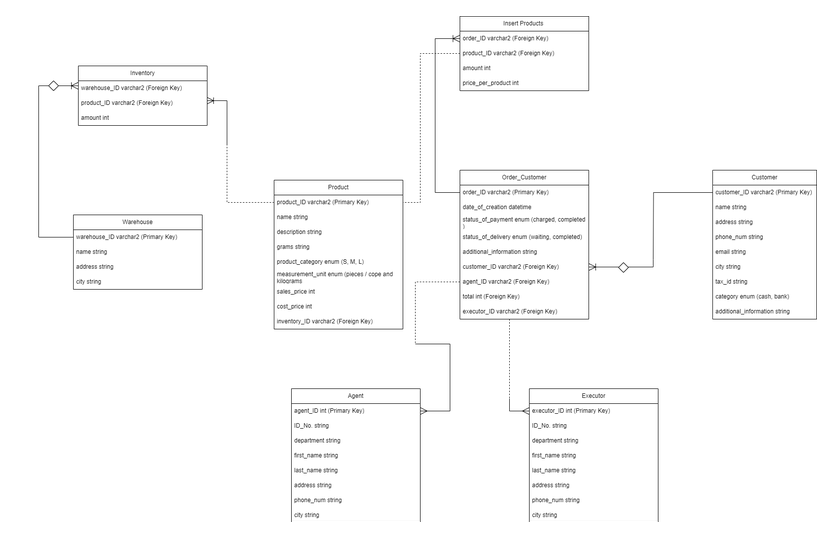 Insert Products
order_ID varchar2 (Foreign Key)
product_ID varchar2 (Foreign Key)
amount int
price_per_product int
Inventory
warehouse_ID varchar2 (Foreign Key)
product_ID varchar2 (Foreign Key)
amount int
Product
product_ID varchar2 (Primary Key)
name string
description string
grams string
product_category enum (S, M, L)
measurement_unit enum (pieces / cope and
kilograms
sales_price int
cost_price int
inventory_ID varchar2 (Foreign Key)
Order_Customer
order_ID varchar2 (Primary Key)
date_of_creation datetime
status_of_payment enum (charged, completed
)
status_of_delivery enum (waiting, completed)
additional_information string
customer_ID varchar2 (Foreign Key)
agent_ID varchar2 (Foreign Key)
total int (Foreign Key)
executor_ID varchar2 (Foreign Key)
Customer
customer_ID varchar2 (Primary Key)
name string
address string
phone_num string
email string
city string
tax_id string
category enum (cash, bank)
additional_information string
Warehouse
warehouse_ID varchar2 (Primary Key)
name string
address string
city string
Agent
agent_ID int (Primary Key)
ID_No. string
department string
first_name string
last_name string
address string
phone_num string
city string
Executor
executor_ID int (Primary Key)
ID_No. string
department string
first_name string
last_name string
address string
phone_num string
city string